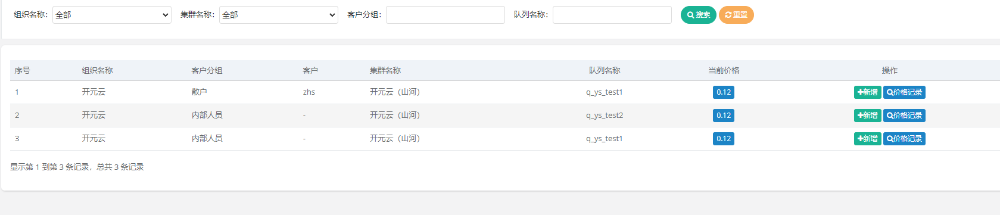 组织名称： 全部 集群名称： 全部 客户分组： 队列名称： 搜索 重置
序号 组织名称 客户分组 客户 集群名称 队列名称 当前价格 操作
1 开元云 散户 zhs 开元云（山河） q_ys_test1 0.12 新增 价格记录
2 开元云 内部人员 - 开元云（山河） q_ys_test2 0.12 新增 价格记录
3 开元云 内部人员 - 开元云（山河） q_ys_test1 0.12 新增 价格记录
显示第 1 到第 3 条记录，总共 3 条记录